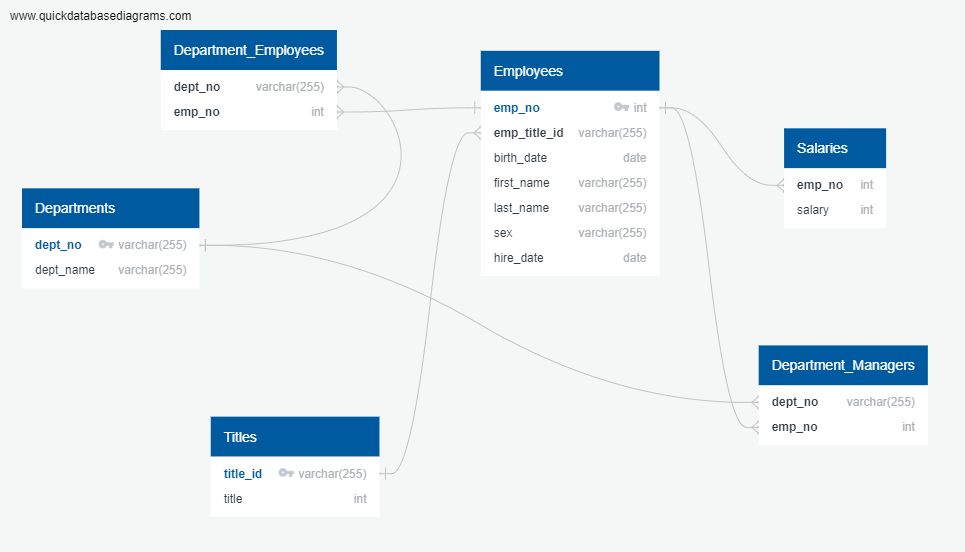 www.quickdatabasediagrams.com
Department_Employees
dept_no varchar(255)
emp_no int
Employees
emp_no int
emp_title_id varchar(255)
birth_date date
first_name varchar(255)
last_name varchar(255)
sex varchar(255)
hire_date date
Salaries
emp_no int
salary int
Departments
dept_no varchar(255)
dept_name varchar(255)
Department_Managers
dept_no varchar(255)
emp_no int
Titles
title_id varchar(255)
title int